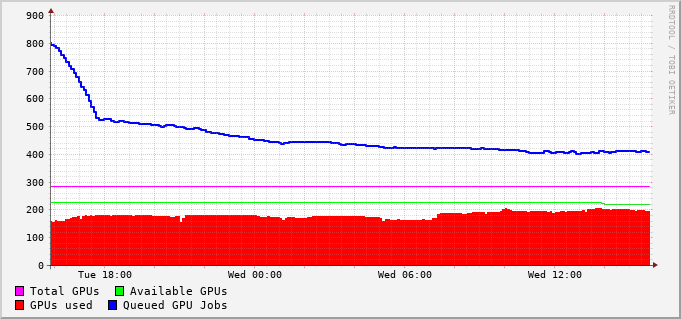 900
800
700
600
500
400
300
200
100
0
Tue 18:00 Wed 00:00 Wed 06:00 Wed 12:00
Total GPUs Available GPUs
GPUs used Queued GPU Jobs
RRDTOOL / TOBI OETIKER